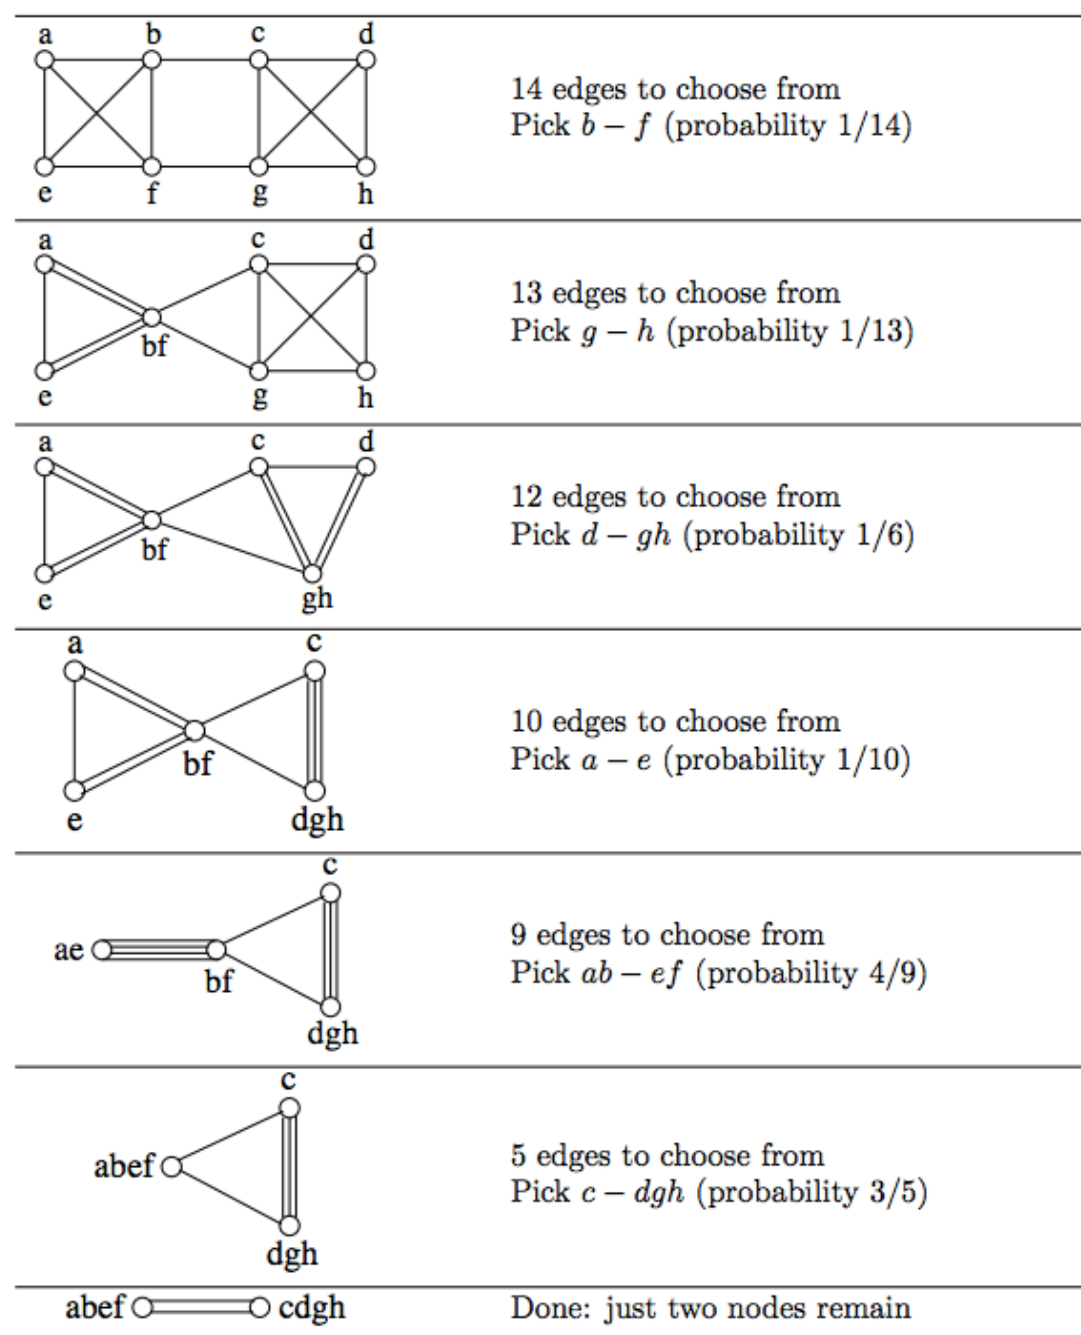 a b c d
e f g h
14 edges to choose from
Pick b – f (probability 1/14)
a c d
bf
e g h
13 edges to choose from
Pick g – h (probability 1/13)
a c d
bf
e gh
12 edges to choose from
Pick d – gh (probability 1/6)
a c
bf
e dgh
10 edges to choose from
Pick a – e (probability 1/10)
c
ae
bf
dgh
9 edges to choose from
Pick ab – ef (probability 4/9)
c
abef
dgh
5 edges to choose from
Pick c – dgh (probability 3/5)
abef cdgh
Done: just two nodes remain